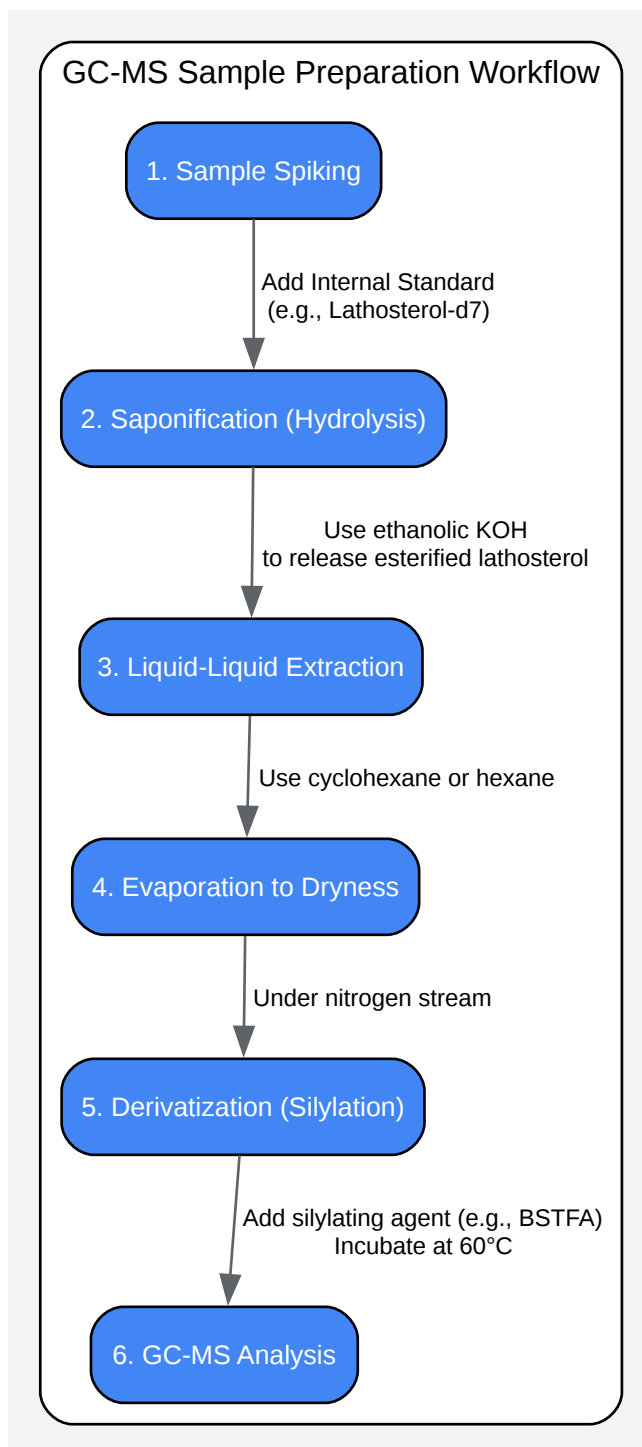 GC-MS Sample Preparation Workflow
1. Sample Spiking
Add Internal Standard
(e.g., Lathosterol-d7)
2. Saponification (Hydrolysis)
Use ethanolic KOH
to release esterified lathosterol
3. Liquid-Liquid Extraction
Use cyclohexane or hexane
4. Evaporation to Dryness
Under nitrogen stream
5. Derivatization (Silylation)
Add silylating agent (e.g., BSTFA)
Incubate at 60°C
6. GC-MS Analysis